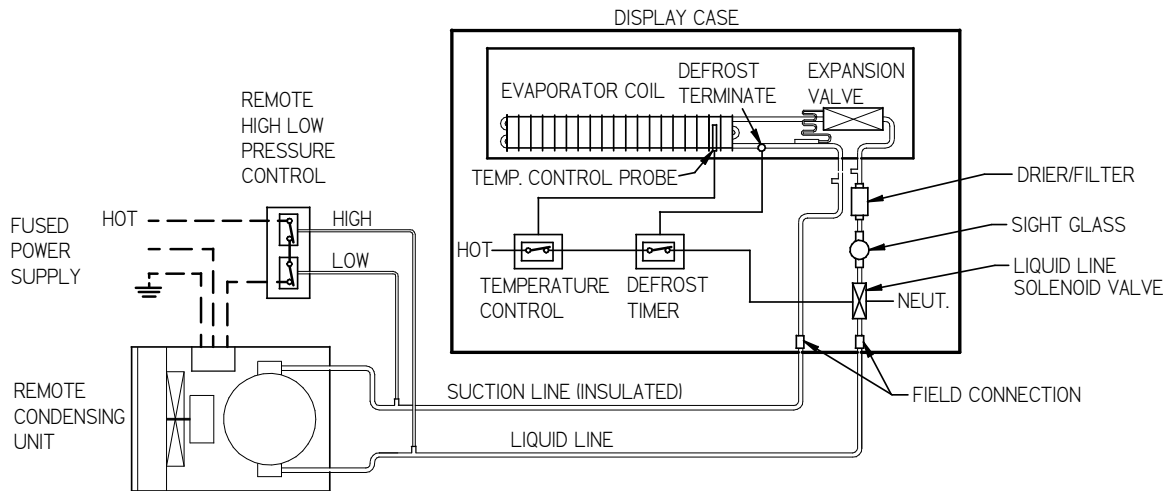 DISPLAY CASE
EVAPORATOR COIL
DEFROST
TERMINATE
EXPANSION
VALVE
REMOTE
HIGH LOW
PRESSURE
CONTROL
TEMP. CONTROL PROBE
DRIER/FILTER
FUSED
POWER
SUPPLY
HOT
HIGH
LOW
HOT
TEMPERATURE
CONTROL
DEFROST
TIMER
SIGHT GLASS
LIQUID LINE
SOLENOID VALVE
NEUT.
REMOTE
CONDENSING
UNIT
SUCTION LINE (INSULATED)
FIELD CONNECTION
LIQUID LINE